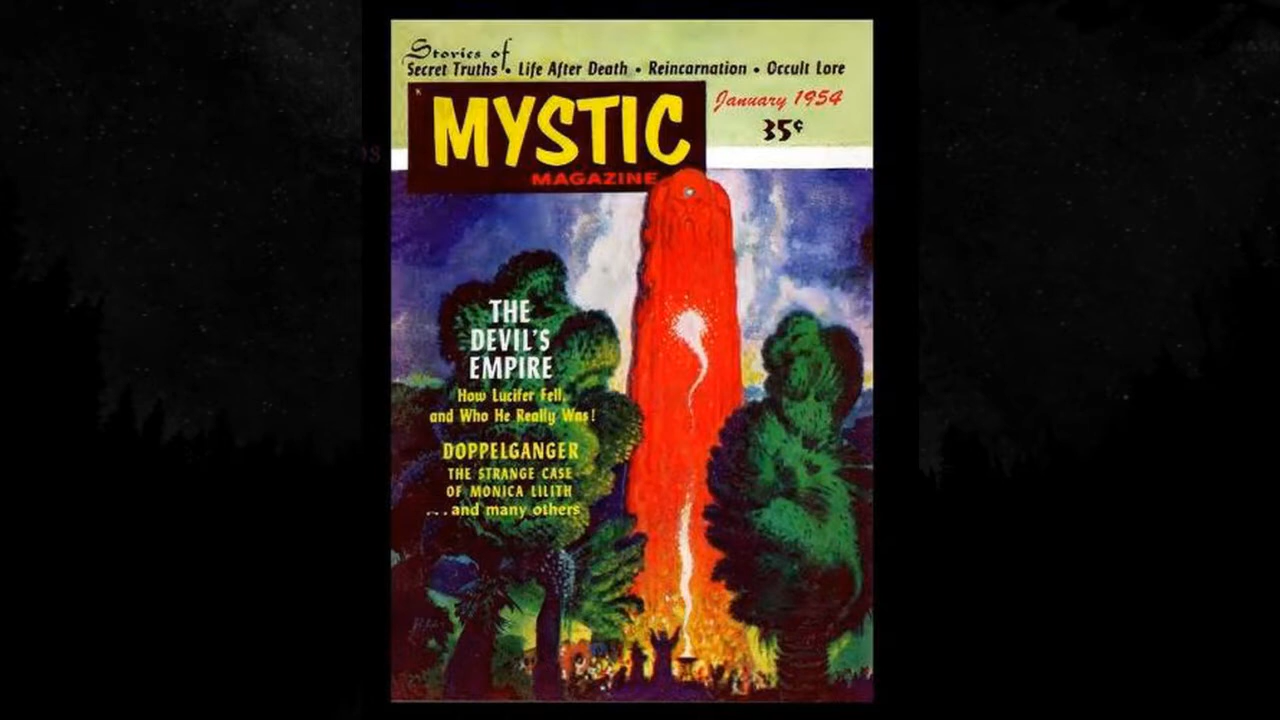 Stories of
Secret Truths • Life After Death • Reincarnation • Occult Lore
MYSTIC
MAGAZINE
January 1954
35¢
THE
DEVIL'S
EMPIRE
How Lucifer Fell,
and Who He Really Was!
DOPPELGANGER
THE STRANGE CASE
OF MONICA LILITH
...and many others